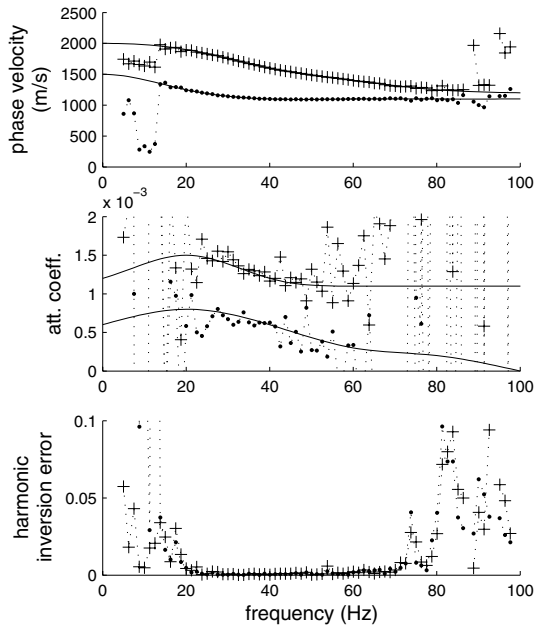 2500
2000
1500
1000
500
0
phase velocity
(m/s)
0 20 40 60 80 100
x 10⁻³
2
1.5
1
0.5
0
att. coeff.
0 20 40 60 80 100
0.1
0.05
0
harmonic
inversion error
0 20 40 60 80 100
frequency (Hz)